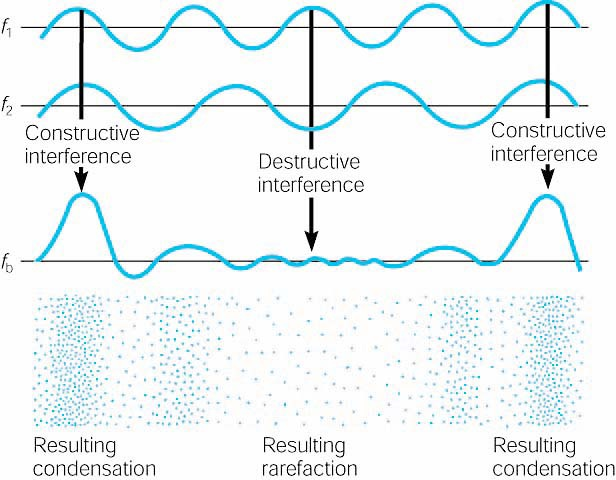 f1
f2
Constructive
interference
Destructive
interference
Constructive
interference
fb
Resulting
condensation
Resulting
rarefaction
Resulting
condensation